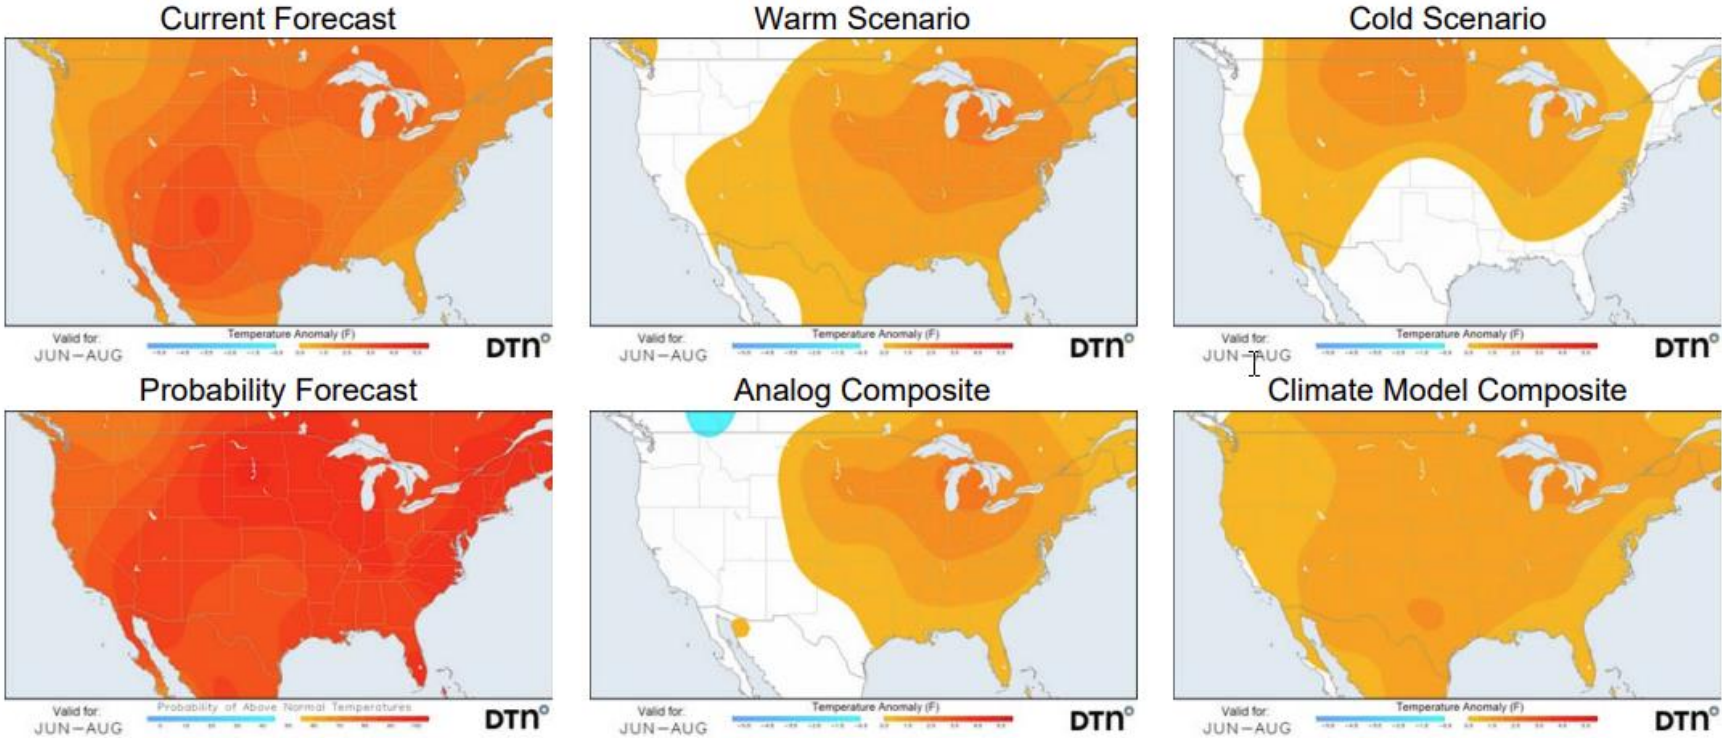 Current Forecast
Warm Scenario
Cold Scenario
Valid for:
JUN–AUG
Temperature Anomaly (F)
DTN
Valid for:
JUN–AUG
Temperature Anomaly (F)
DTN
Valid for:
JUN–AUG
Temperature Anomaly (F)
DTN
Probability Forecast
Analog Composite
Climate Model Composite
Valid for:
JUN–AUG
Probability of Above Normal Temperatures
DTN
Valid for:
JUN–AUG
Temperature Anomaly (F)
DTN
Valid for:
JUN–AUG
Temperature Anomaly (F)
DTN